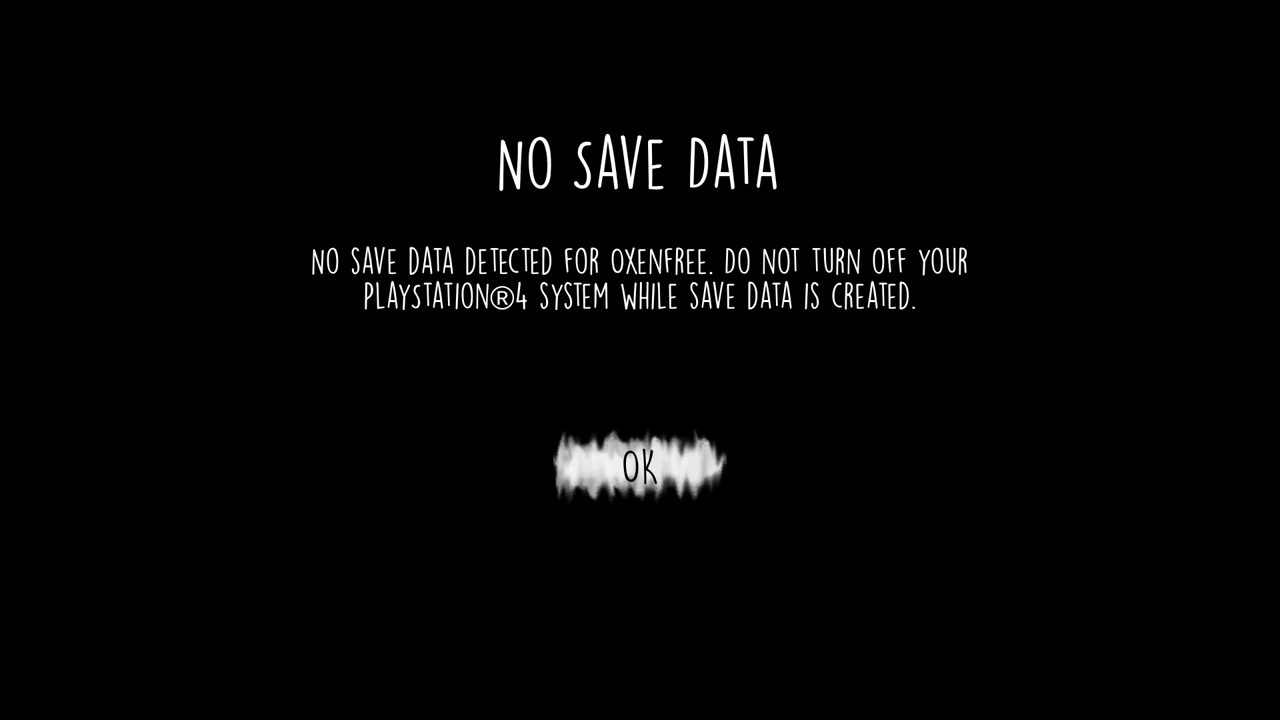 NO SAVE DATA
NO SAVE DATA DETECTED FOR OXENFREE. DO NOT TURN OFF YOUR
PLAYSTATION®4 SYSTEM WHILE SAVE DATA IS CREATED.
OK